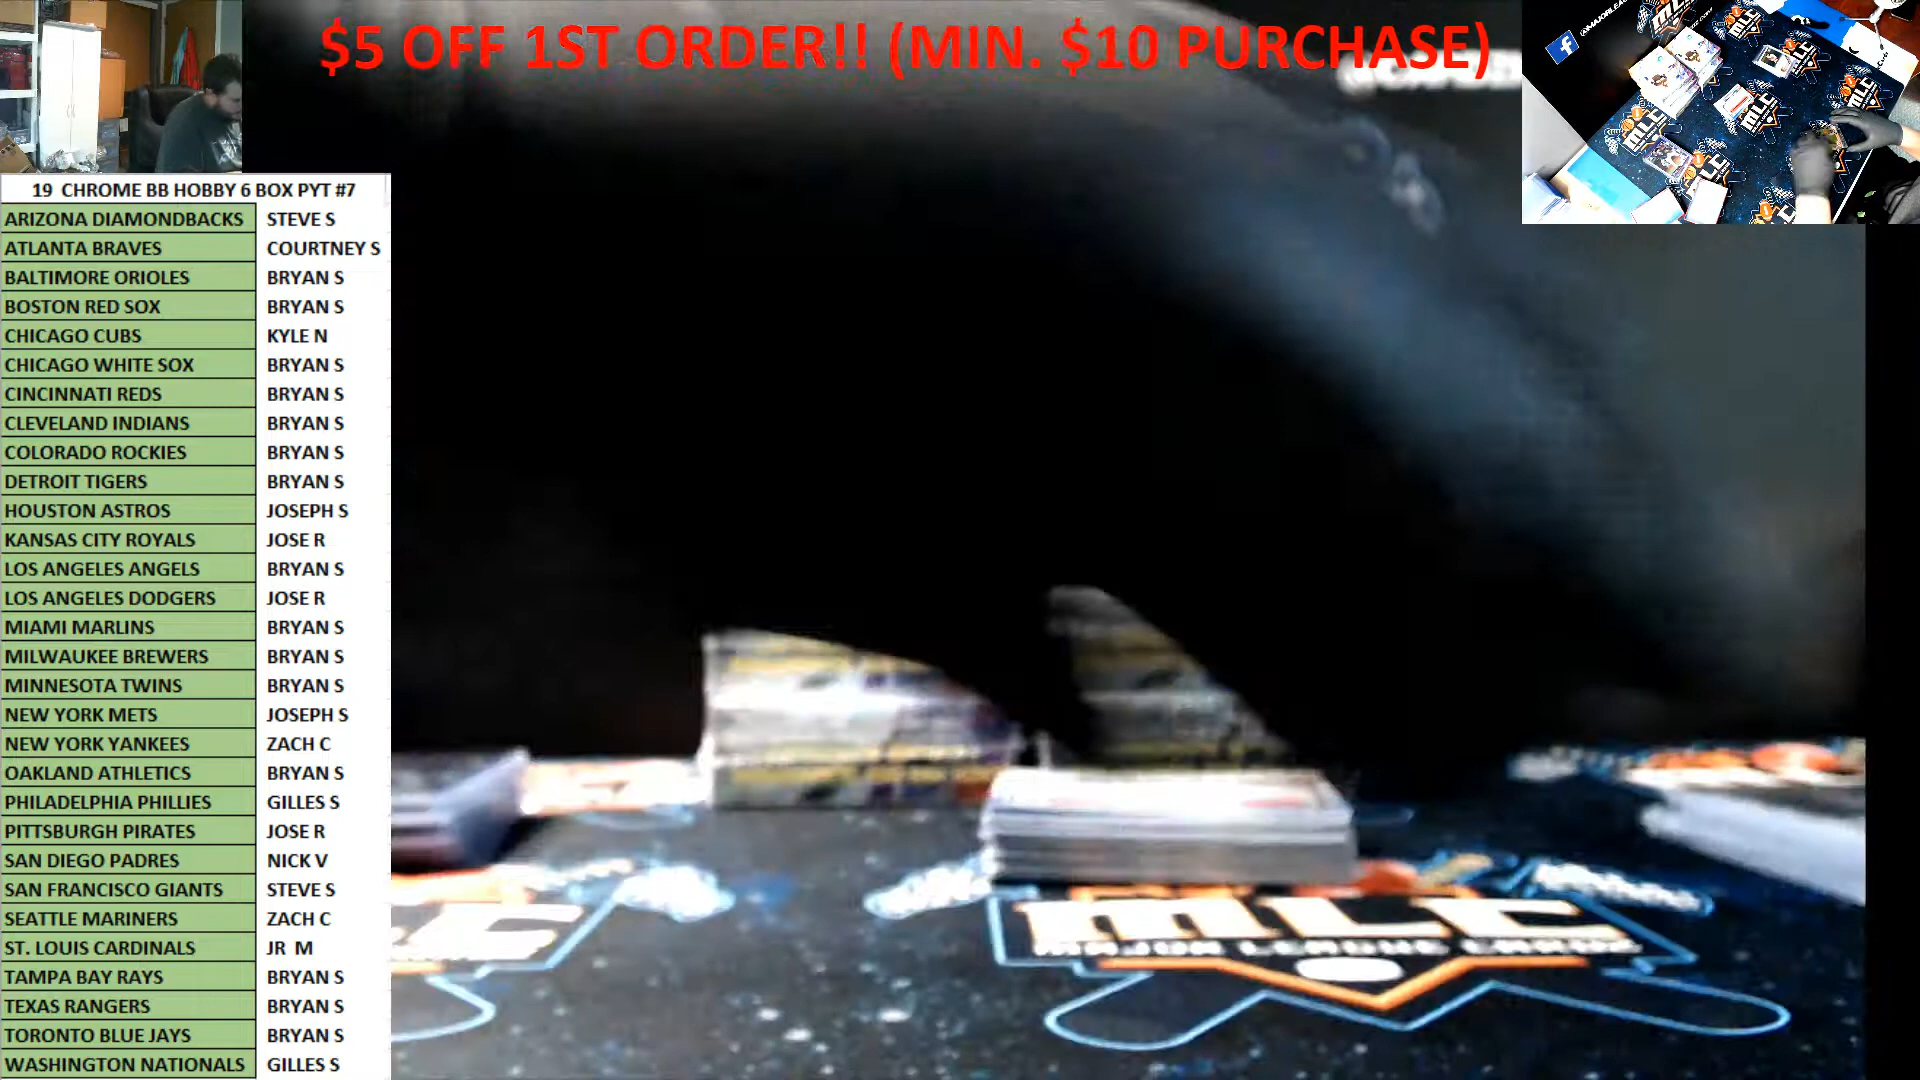 $5 OFF 1ST ORDER!! (MIN. $10 PURCHASE)
19 CHROME BB HOBBY 6 BOX PYT #7
ARIZONA DIAMONDBACKS STEVE S
ATLANTA BRAVES COURTNEY S
BALTIMORE ORIOLES BRYAN S
BOSTON RED SOX BRYAN S
CHICAGO CUBS KYLE N
CHICAGO WHITE SOX BRYAN S
CINCINNATI REDS BRYAN S
CLEVELAND INDIANS BRYAN S
COLORADO ROCKIES BRYAN S
DETROIT TIGERS BRYAN S
HOUSTON ASTROS JOSEPH S
KANSAS CITY ROYALS JOSE R
LOS ANGELES ANGELS BRYAN S
LOS ANGELES DODGERS JOSE R
MIAMI MARLINS BRYAN S
MILWAUKEE BREWERS BRYAN S
MINNESOTA TWINS BRYAN S
NEW YORK METS JOSEPH S
NEW YORK YANKEES ZACH C
OAKLAND ATHLETICS BRYAN S
PHILADELPHIA PHILLIES GILLES S
PITTSBURGH PIRATES JOSE R
SAN DIEGO PADRES NICK V
SAN FRANCISCO GIANTS STEVE S
SEATTLE MARINERS ZACH C
ST. LOUIS CARDINALS JR M
TAMPA BAY RAYS BRYAN S
TEXAS RANGERS BRYAN S
TORONTO BLUE JAYS BRYAN S
WASHINGTON NATIONALS GILLES S
MLC
MAJOR LEAGUE CARDS
MLC
MLC
MLC